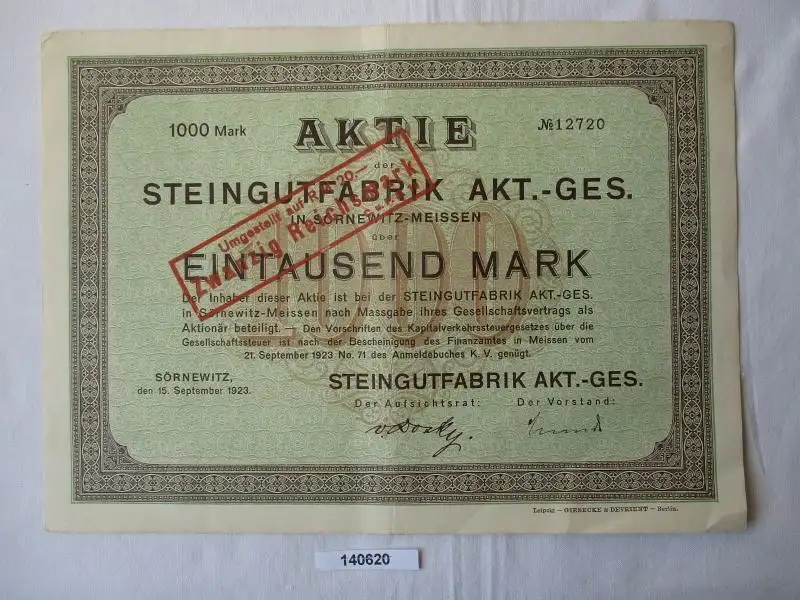 1000 Mark
AKTIE
№12720
der
STEINGUTFABRIK AKT.-GES.
IN SÖRNEWITZ-MEISSEN
über
EINTAUSEND MARK
Umgestellt auf R.M. 20.—
Zwanzig Reichsmark
1000
Der Inhaber dieser Aktie ist bei der STEINGUTFABRIK AKT.-GES.
in Sörnewitz-Meissen nach Massgabe ihres Gesellschaftsvertrags als
Aktionär beteiligt. — Den Vorschriften des Kapitalverkehrssteuergesetzes über die
Gesellschaftssteuer ist nach der Bescheinigung des Finanzamtes in Meissen vom
21. September 1923 No. 71 des Anmeldebuches K. V. genügt.
SÖRNEWITZ,
den 15. September 1923.
STEINGUTFABRIK AKT.-GES.
Der Aufsichtsrat: Der Vorstand:
Leipzig — GIESECKE & DEVRIENT — Berlin.
140620